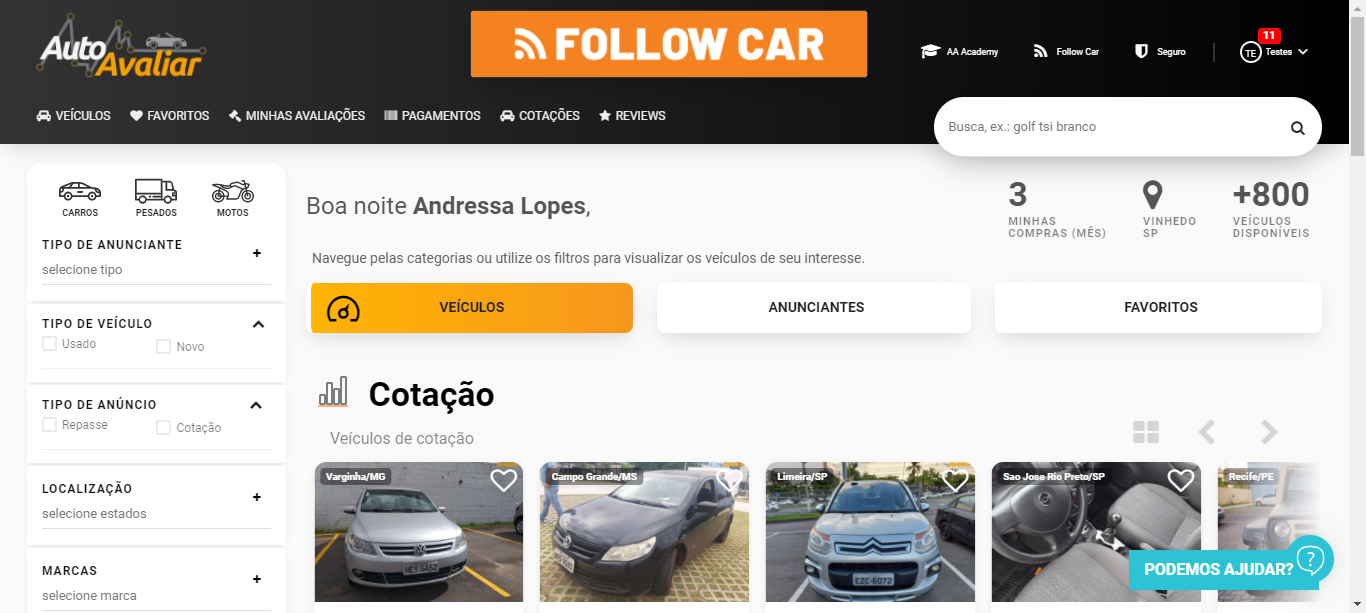 Auto
Avaliar
FOLLOW CAR
AA Academy
Follow Car
Seguro
TE
11
Testes
VEÍCULOS
FAVORITOS
MINHAS AVALIAÇÕES
PAGAMENTOS
COTAÇÕES
REVIEWS
Busca, ex.: golf tsi branco
CARROS
PESADOS
MOTOS
TIPO DE ANUNCIANTE
+
selecione tipo
TIPO DE VEÍCULO
Usado
Novo
TIPO DE ANÚNCIO
Repasse
Cotação
LOCALIZAÇÃO
+
selecione estados
MARCAS
+
selecione marca
Boa noite Andressa Lopes,
3
MINHAS
COMPRAS (MÊS)
VINHEDO
SP
+800
VEÍCULOS
DISPONÍVEIS
Navegue pelas categorias ou utilize os filtros para visualizar os veículos de seu interesse.
VEÍCULOS
ANUNCIANTES
FAVORITOS
Cotação
Veículos de cotação
Varginha/MG
HEY 5452
Campo Grande/MS
Limeira/SP
EZC-6072
Sao Jose Rio Preto/SP
Recife/PE
PODEMOS AJUDAR?
?